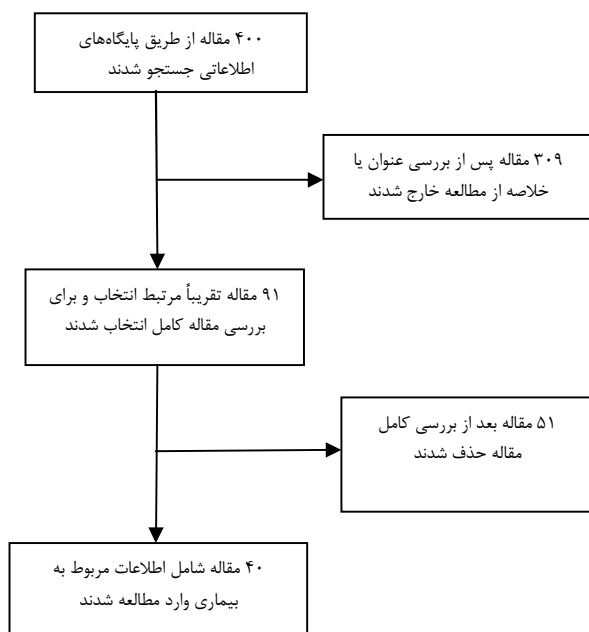 ۴۰۰ مقاله از طریق پایگاه‌های
اطلاعاتی جستجو شدند
۳۰۹ مقاله پس از بررسی عنوان یا
خلاصه از مطالعه خارج شدند
۹۱ مقاله تقریباً مرتبط انتخاب و برای
بررسی مقاله کامل انتخاب شدند
۵۱ مقاله بعد از بررسی کامل
مقاله حذف شدند
۴۰ مقاله شامل اطلاعات مربوط به
بیماری وارد مطالعه شدند